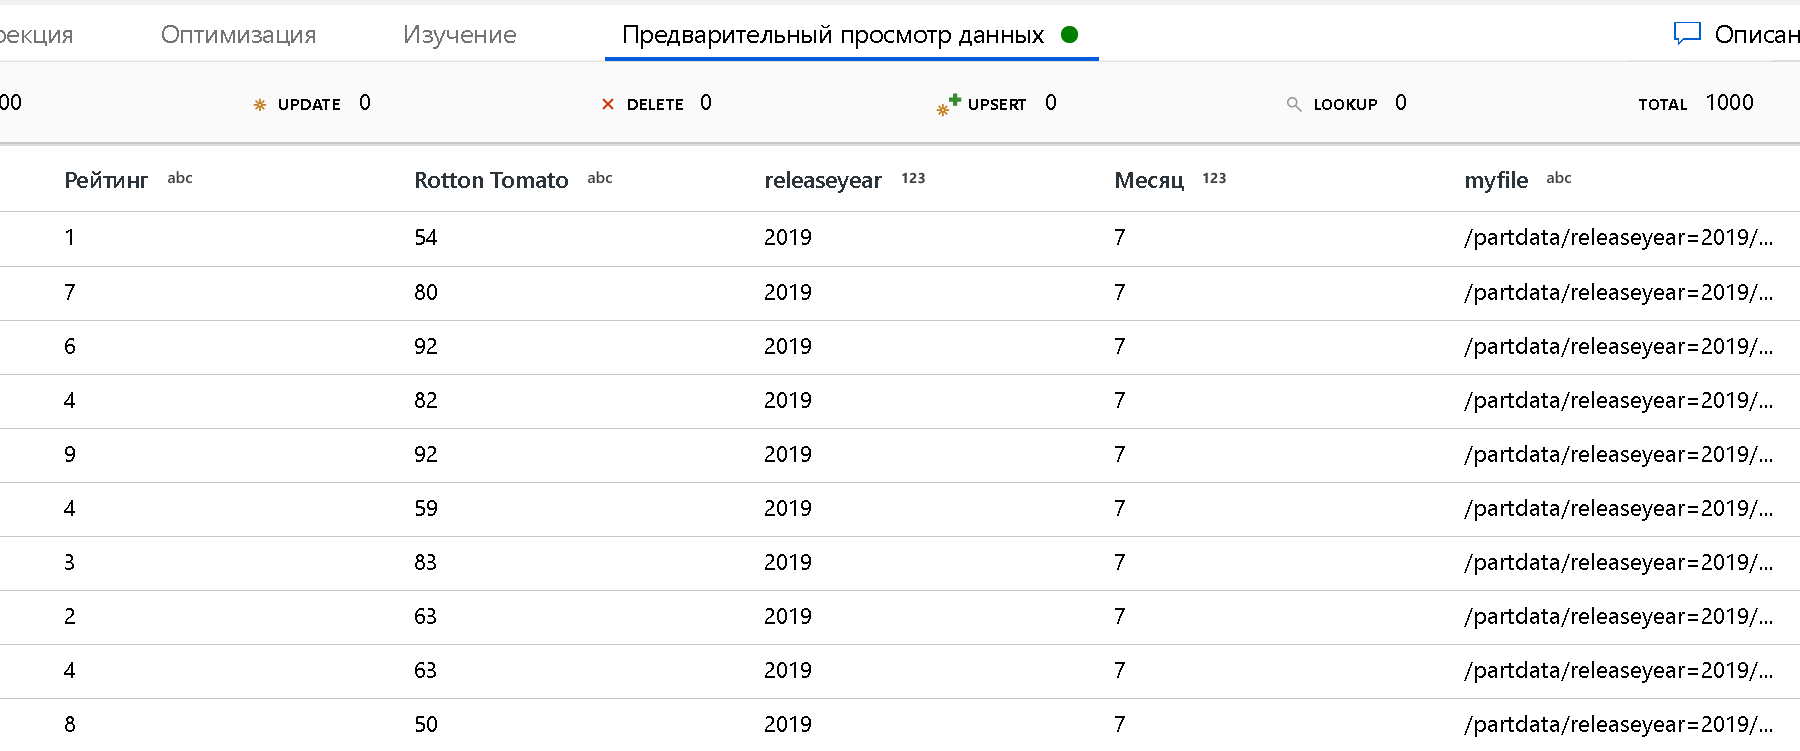 рекция Оптимизация Изучение Предварительный просмотр данных Описан
00 UPDATE 0 DELETE 0 UPSERT 0 LOOKUP 0 TOTAL 1000
Рейтинг abc Rotton Tomato abc releaseyear 123 Месяц 123 myfile abc
1 54 2019 7 /partdata/releaseyear=2019/...
7 80 2019 7 /partdata/releaseyear=2019/...
6 92 2019 7 /partdata/releaseyear=2019/...
4 82 2019 7 /partdata/releaseyear=2019/...
9 92 2019 7 /partdata/releaseyear=2019/...
4 59 2019 7 /partdata/releaseyear=2019/...
3 83 2019 7 /partdata/releaseyear=2019/...
2 63 2019 7 /partdata/releaseyear=2019/...
4 63 2019 7 /partdata/releaseyear=2019/...
8 50 2019 7 /partdata/releaseyear=2019/...